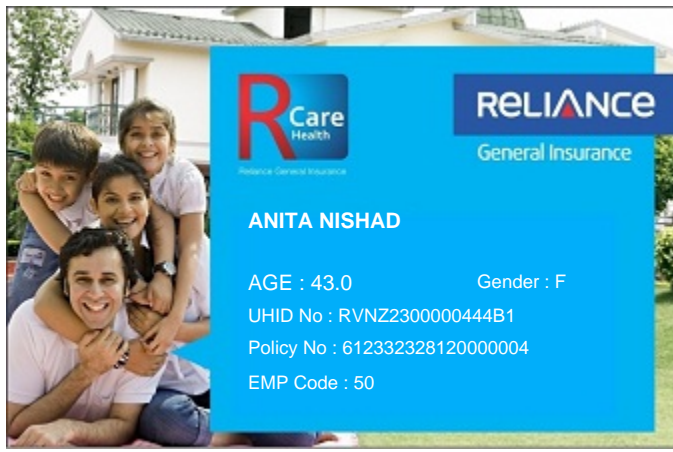 R Care
Health
Reliance General Insurance
RELIANCE
General Insurance
ANITA NISHAD
AGE : 43.0 Gender : F
UHID No : RVNZ2300000444B1
Policy No : 612332328120000004
EMP Code : 50